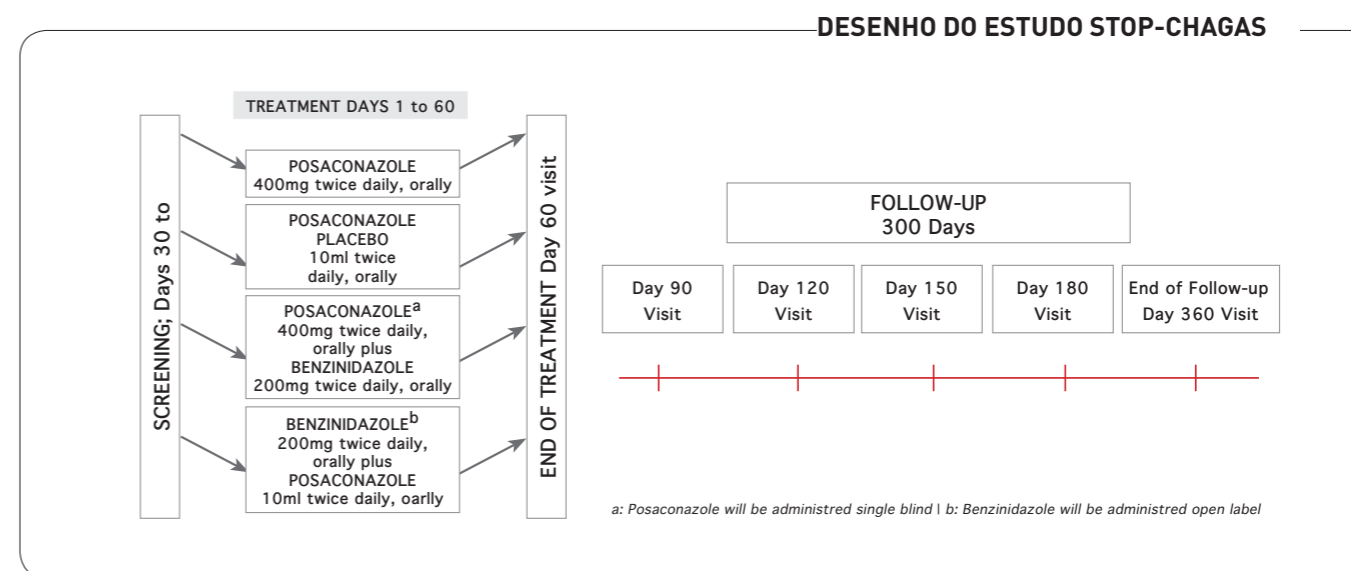 DESENHO DO ESTUDO STOP-CHAGAS
TREATMENT DAYS 1 to 60
SCREENING; Days 30 to
POSACONAZOLE
400mg twice daily, orally
POSACONAZOLE
PLACEBO
10ml twice
daily, orally
POSACONAZOLEa
400mg twice daily,
orally plus
BENZINIDAZOLE
200mg twice daily, orally
BENZINIDAZOLEb
200mg twice daily,
orally plus
POSACONAZOLE
10ml twice daily, oarlly
END OF TREATMENT Day 60 visit
FOLLOW-UP
300 Days
Day 90
Visit
Day 120
Visit
Day 150
Visit
Day 180
Visit
End of Follow-up
Day 360 Visit
a: Posaconazole will be administred single blind | b: Benzinidazole will be administred open label